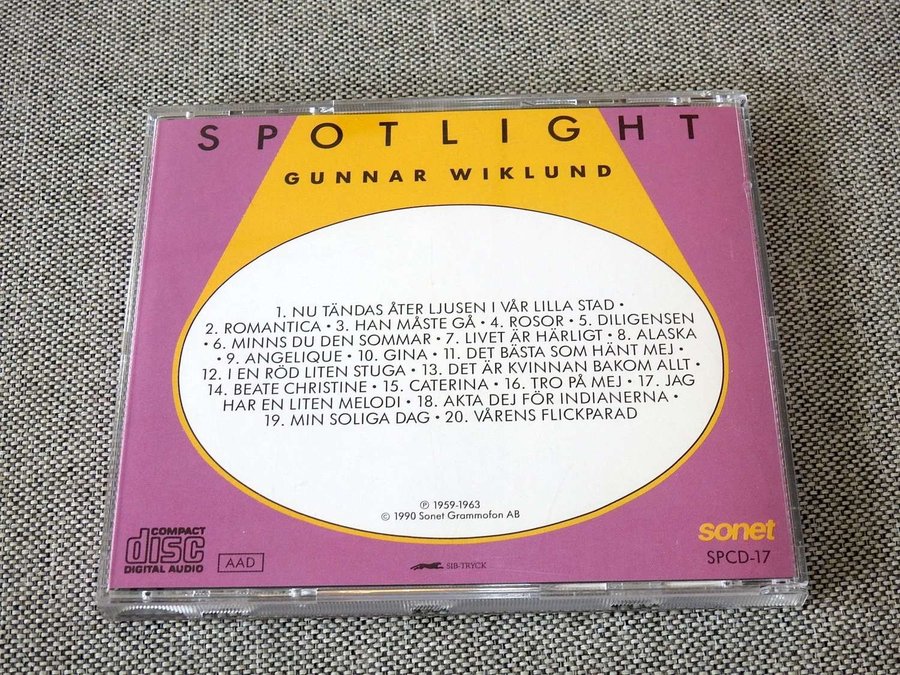 SPOTLIGHT
GUNNAR WIKLUND
1. NU TÄNDAS ÅTER LJUSEN I VÅR LILLA STAD •
2. ROMANTICA • 3. HAN MÅSTE GÅ • 4. ROSOR • 5. DILIGENSEN
• 6. MINNS DU DEN SOMMAR • 7. LIVET ÄR HÄRLIGT • 8. ALASKA
• 9. ANGELIQUE • 10. GINA • 11. DET BÄSTA SOM HÄNT MEJ •
12. I EN RÖD LITEN STUGA • 13. DET ÄR KVINNAN BAKOM ALLT •
14. BEATE CHRISTINE • 15. CATERINA • 16. TRO PÅ MEJ • 17. JAG
HAR EN LITEN MELODI • 18. AKTA DEJ FÖR INDIANERNA •
19. MIN SOLIGA DAG • 20. VÅRENS FLICKPARAD
℗ 1959-1963
© 1990 Sonet Grammofon AB
COMPACT
disc
DIGITAL AUDIO
AAD
SIB-TRYCK
sonet
SPCD-17